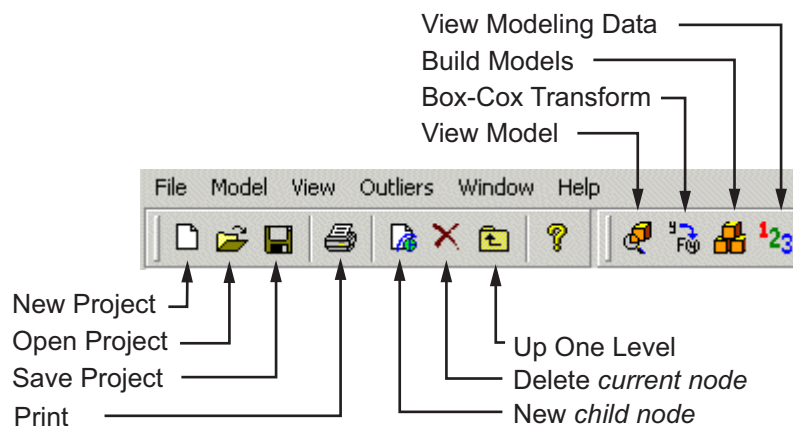 View Modeling Data
Build Models
Box-Cox Transform
View Model
File Model View Outliers Window Help
y F(y) 123
New Project
Open Project
Save Project
Print
Up One Level
Delete current node
New child node